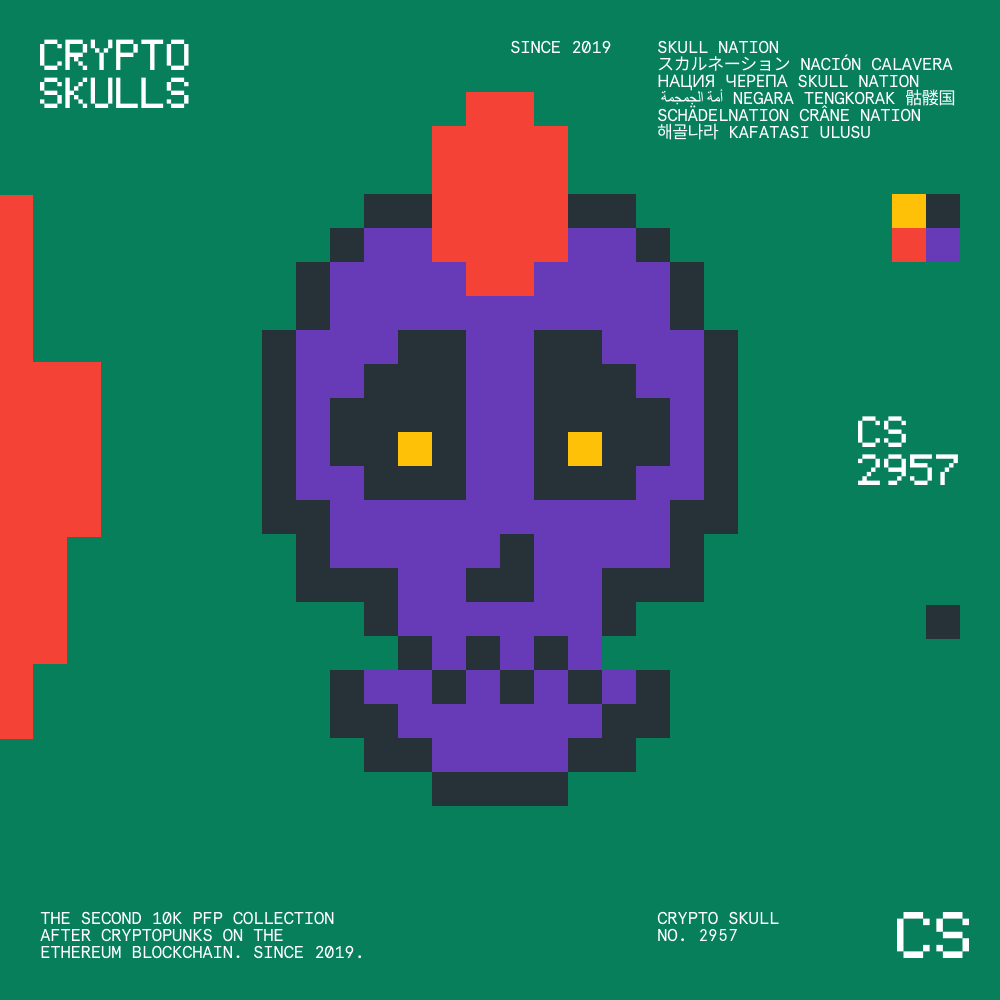 CRYPTO
SKULLS
SINCE 2019
SKULL NATION
スカルネーション NACIÓN CALAVERA
НАЦИЯ ЧЕРЕПА SKULL NATION
أمة الجمجمة NEGARA TENGKORAK 骷髅国
SCHÄDELNATION CRÂNE NATION
해골나라 KAFATASI ULUSU
CS
2957
THE SECOND 10K PFP COLLECTION
AFTER CRYPTOPUNKS ON THE
ETHEREUM BLOCKCHAIN. SINCE 2019.
CRYPTO SKULL
NO. 2957
CS